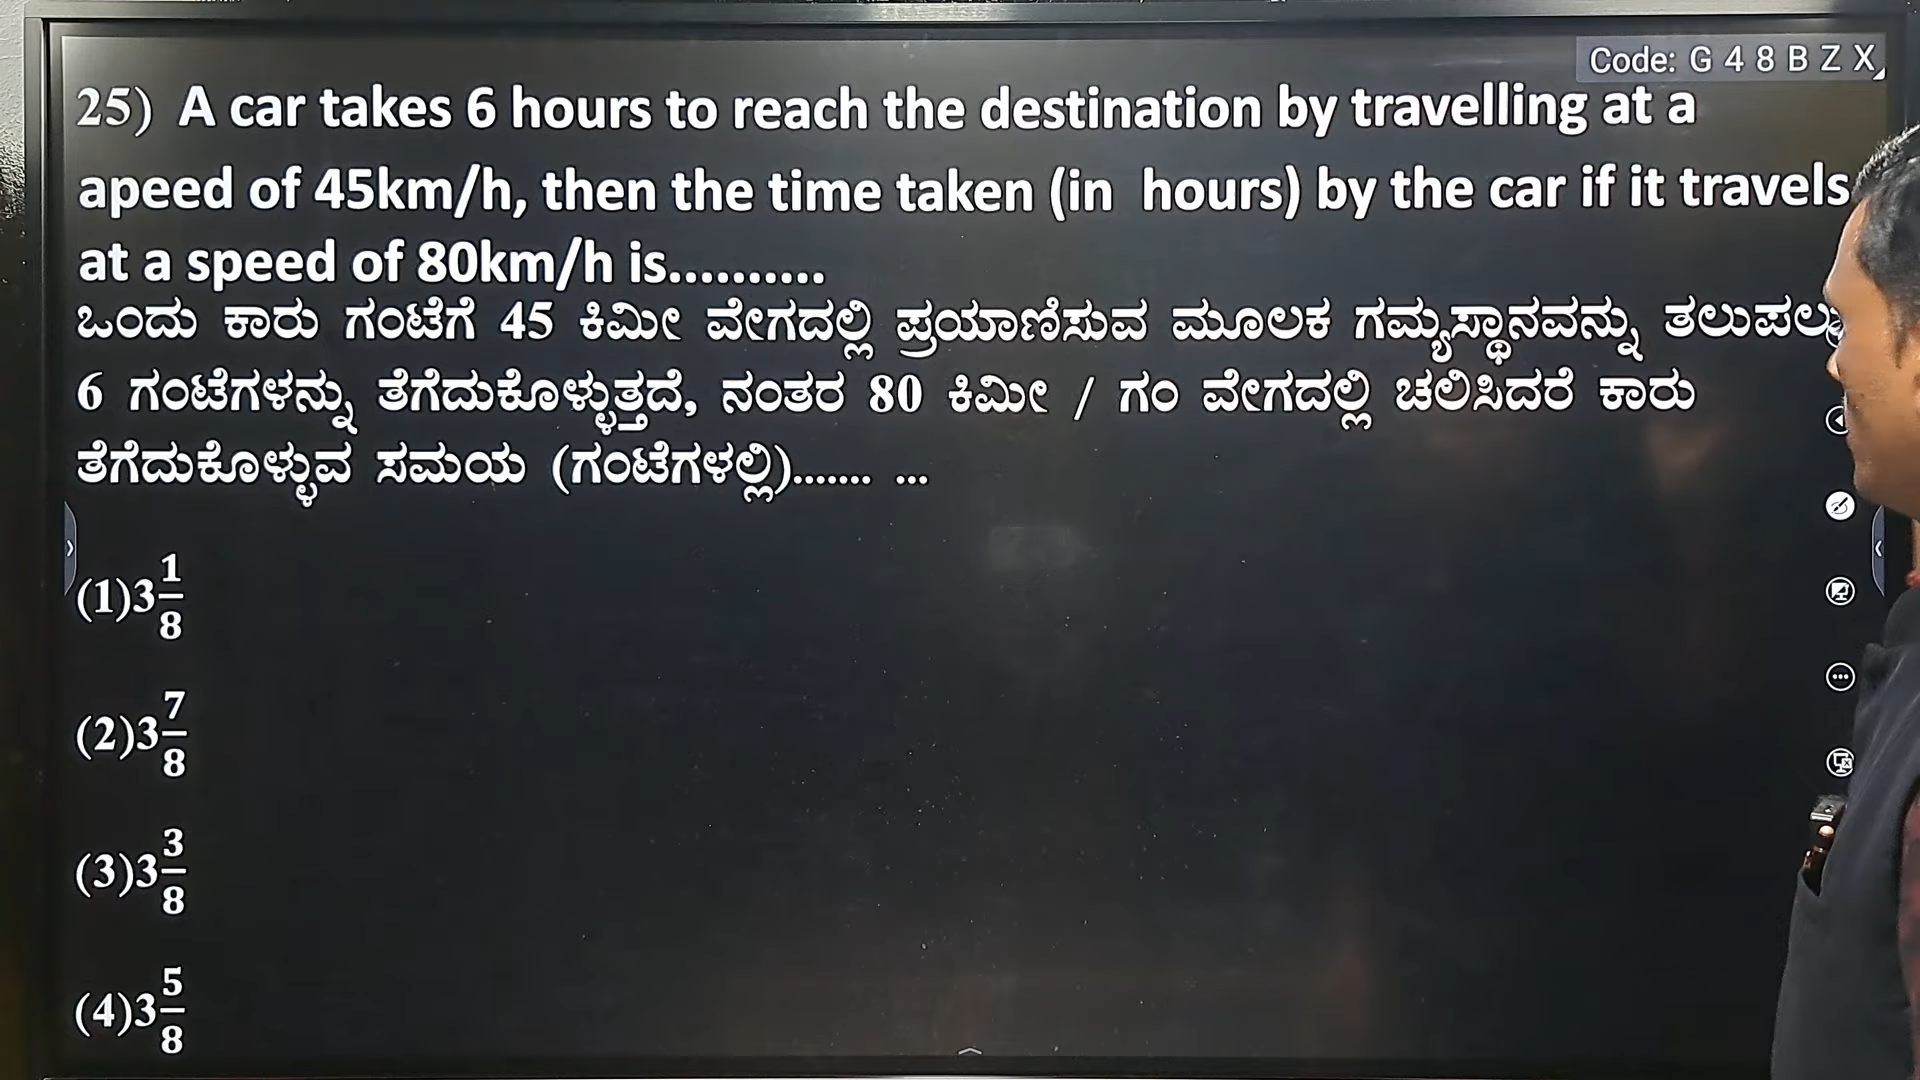 Code: G 4 8 B Z X
25) A car takes 6 hours to reach the destination by travelling at a
apeed of 45km/h, then the time taken (in hours) by the car if it travels
at a speed of 80km/h is..........
ಒಂದು ಕಾರು ಗಂಟೆಗೆ 45 ಕಿಮೀ ವೇಗದಲ್ಲಿ ಪ್ರಯಾಣಿಸುವ ಮೂಲಕ ಗಮ್ಯಸ್ಥಾನವನ್ನು
6 ಗಂಟೆಗಳನ್ನು ತೆಗೆದುಕೊಳ್ಳುತ್ತದೆ, ನಂತರ 80 ಕಿಮೀ / ಗಂ ವೇಗದಲ್ಲಿ ಚಲಿಸಿದರೆ ಕಾರು
ತೆಗೆದುಕೊಳ್ಳುವ ಸಮಯ (ಗಂಟೆಗಳಲ್ಲಿ)....... ...
(1)3 1/8
(2)3 7/8
(3)3 3/8
(4)3 5/8